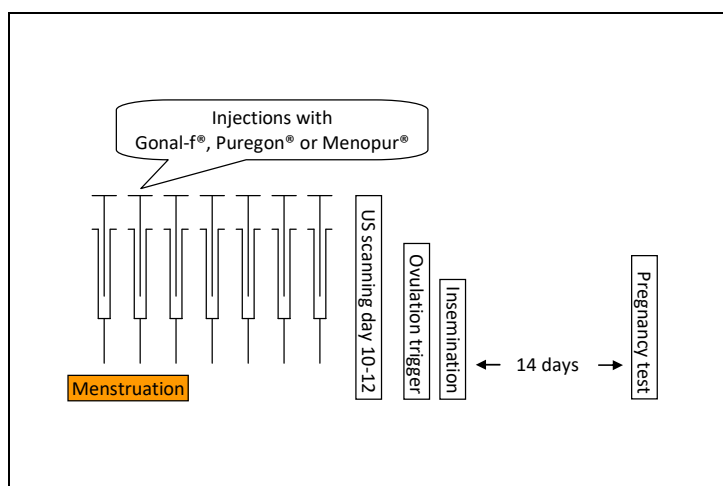 Injections with
Gonal-f®, Puregon® or Menopur®
US scanning day 10-12
Ovulation trigger
Insemination
14 days
Pregnancy test
Menstruation